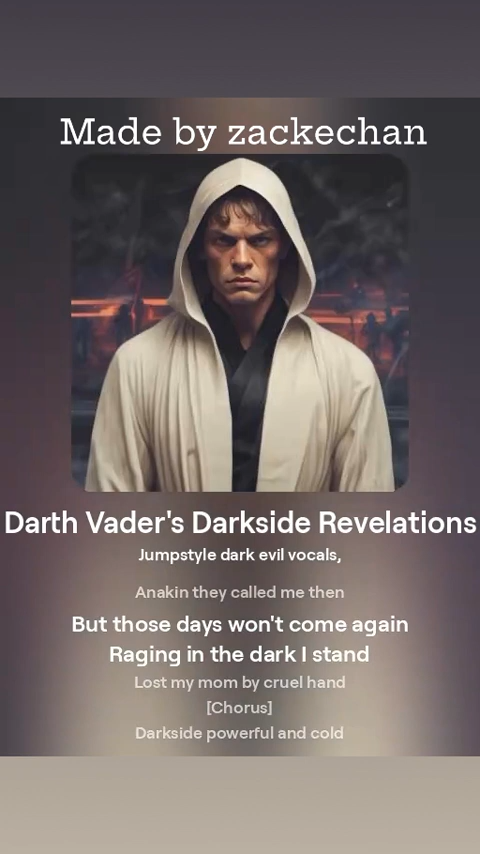 Made by zackechan
Darth Vader's Darkside Revelations
Jumpstyle dark evil vocals,
Anakin they called me then
But those days won't come again
Raging in the dark I stand
Lost my mom by cruel hand
[Chorus]
Darkside powerful and cold